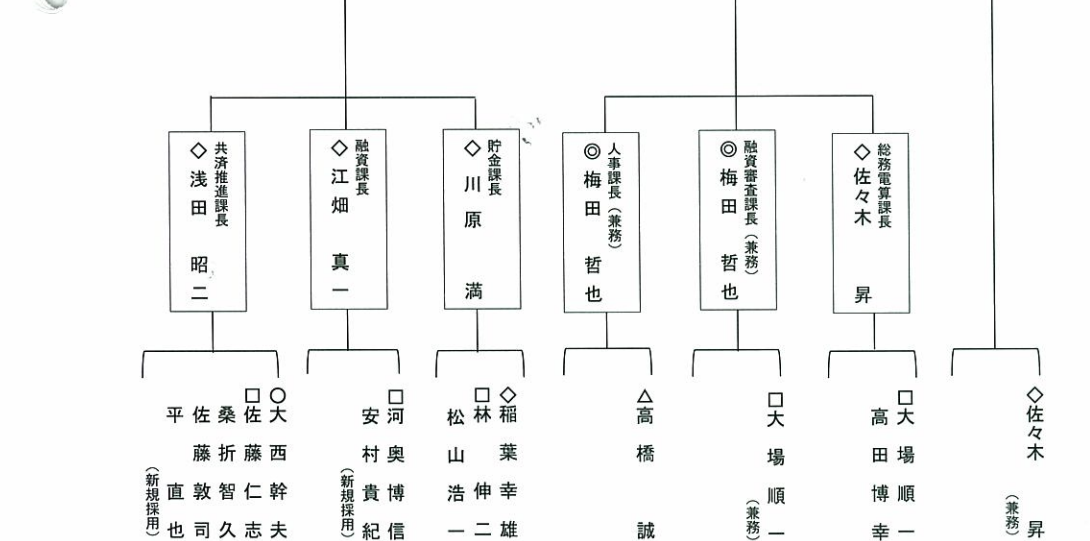 総務電算課長
◇佐々木　昇
融資審査課長（兼務）
◎梅田　哲也
人事課長（兼務）
◎梅田　哲也
貯金課長
◇川原　満
融資課長
◇江畑　真一
共済推進課長
◇浅田　昭二
◇佐々木　昇
（兼務）
□大場順一
高田博幸
□大場順一
（兼務）
△高橋　誠
◇稲葉幸雄
□林　伸二
松山浩一
□河奥博信
安村貴紀
（新規採用）
○大西幹夫
□佐藤仁志
桑折智久
佐藤敦司
平　直也
（新規採用）